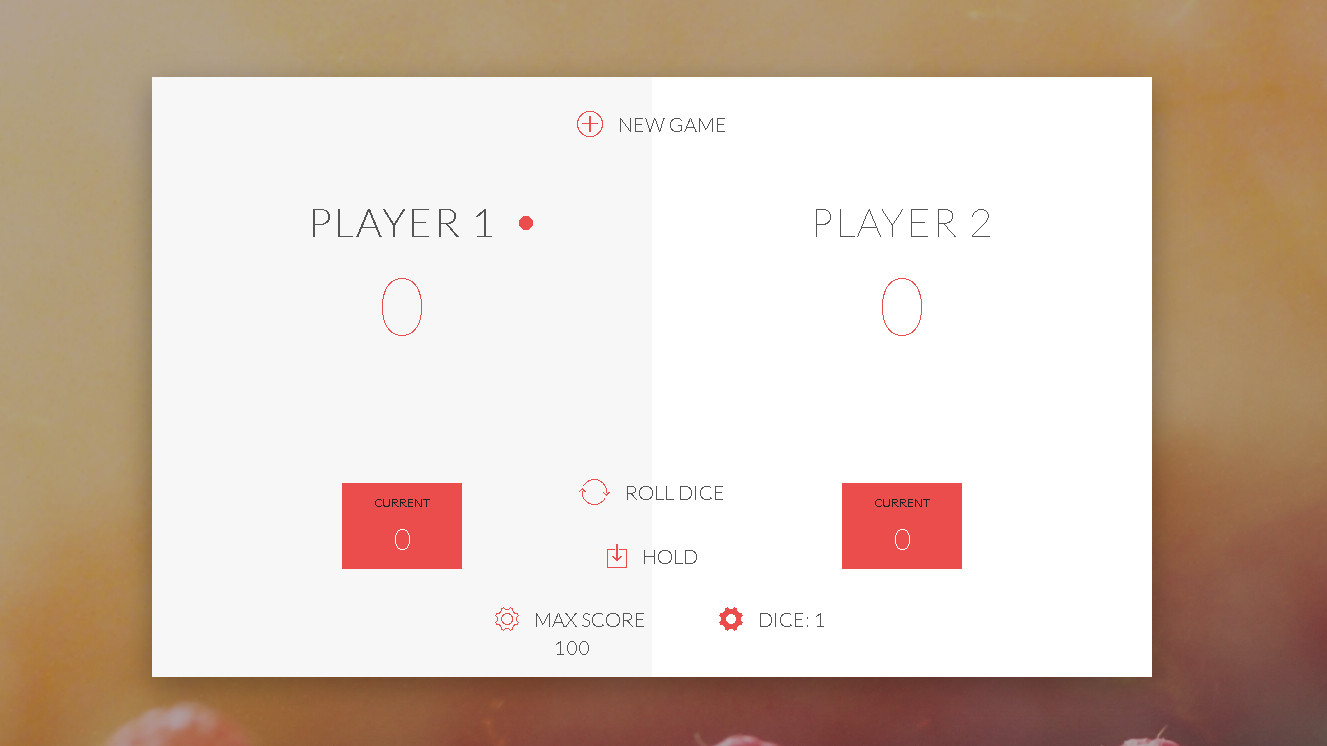 NEW GAME
PLAYER 1
0
PLAYER 2
0
CURRENT
0
ROLL DICE
HOLD
CURRENT
0
MAX SCORE
100
DICE: 1